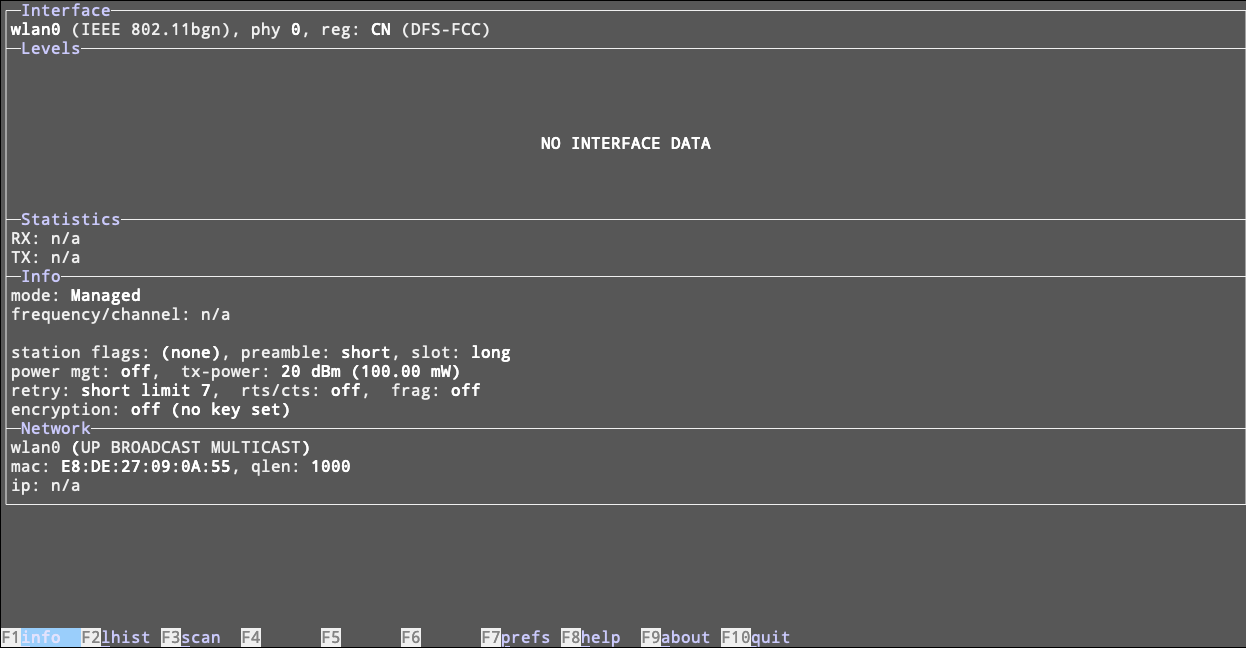 Interface
wlan0 (IEEE 802.11bgn), phy 0, reg: CN (DFS-FCC)
Levels
NO INTERFACE DATA
Statistics
RX: n/a
TX: n/a
Info
mode: Managed
frequency/channel: n/a
station flags: (none), preamble: short, slot: long
power mgt: off,  tx-power: 20 dBm (100.00 mW)
retry: short limit 7,  rts/cts: off,  frag: off
encryption: off (no key set)
Network
wlan0 (UP BROADCAST MULTICAST)
mac: E8:DE:27:09:0A:55, qlen: 1000
ip: n/a
F1info  F2lhist F3scan  F4      F5      F6      F7prefs F8help  F9about F10quit